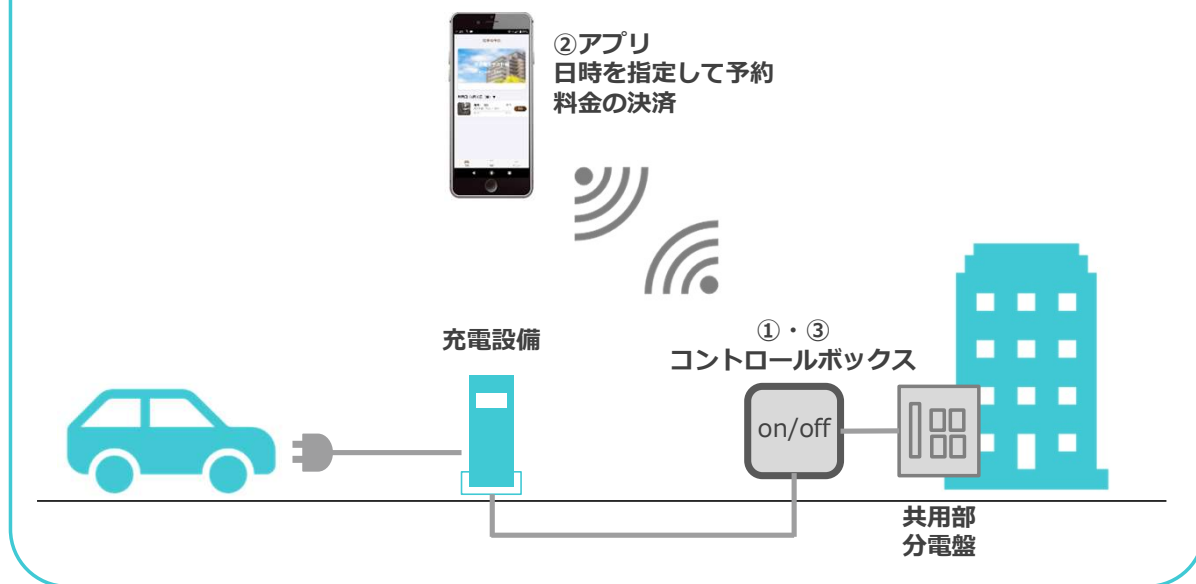 ②アプリ
日時を指定して予約
料金の決済
充電設備
①・③
コントロールボックス
on/off
共用部
分電盤